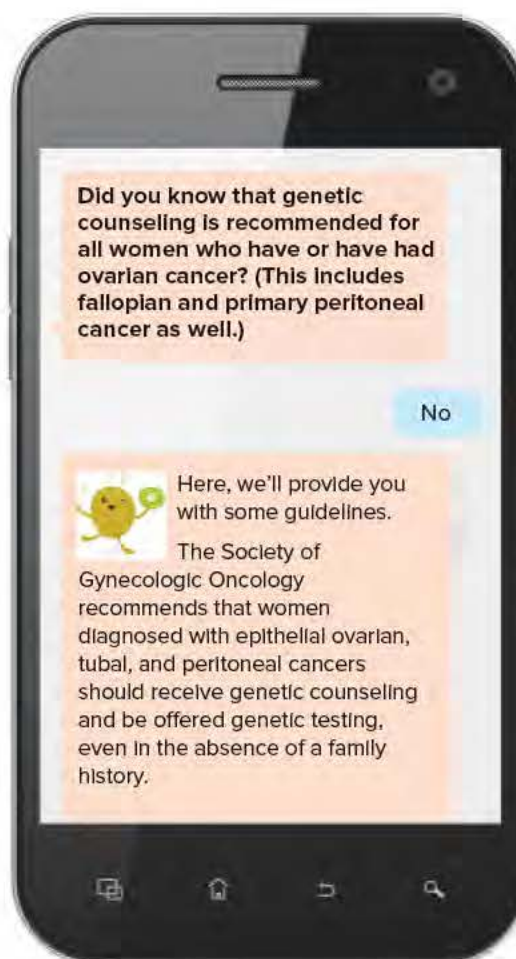 Did you know that genetic
counseling is recommended for
all women who have or have had
ovarian cancer? (This includes
fallopian and primary peritoneal
cancer as well.)
No
Here, we'll provide you
with some guidelines.
The Society of
Gynecologic Oncology
recommends that women
diagnosed with epithelial ovarian,
tubal, and peritoneal cancers
should receive genetic counseling
and be offered genetic testing,
even in the absence of a family
history.